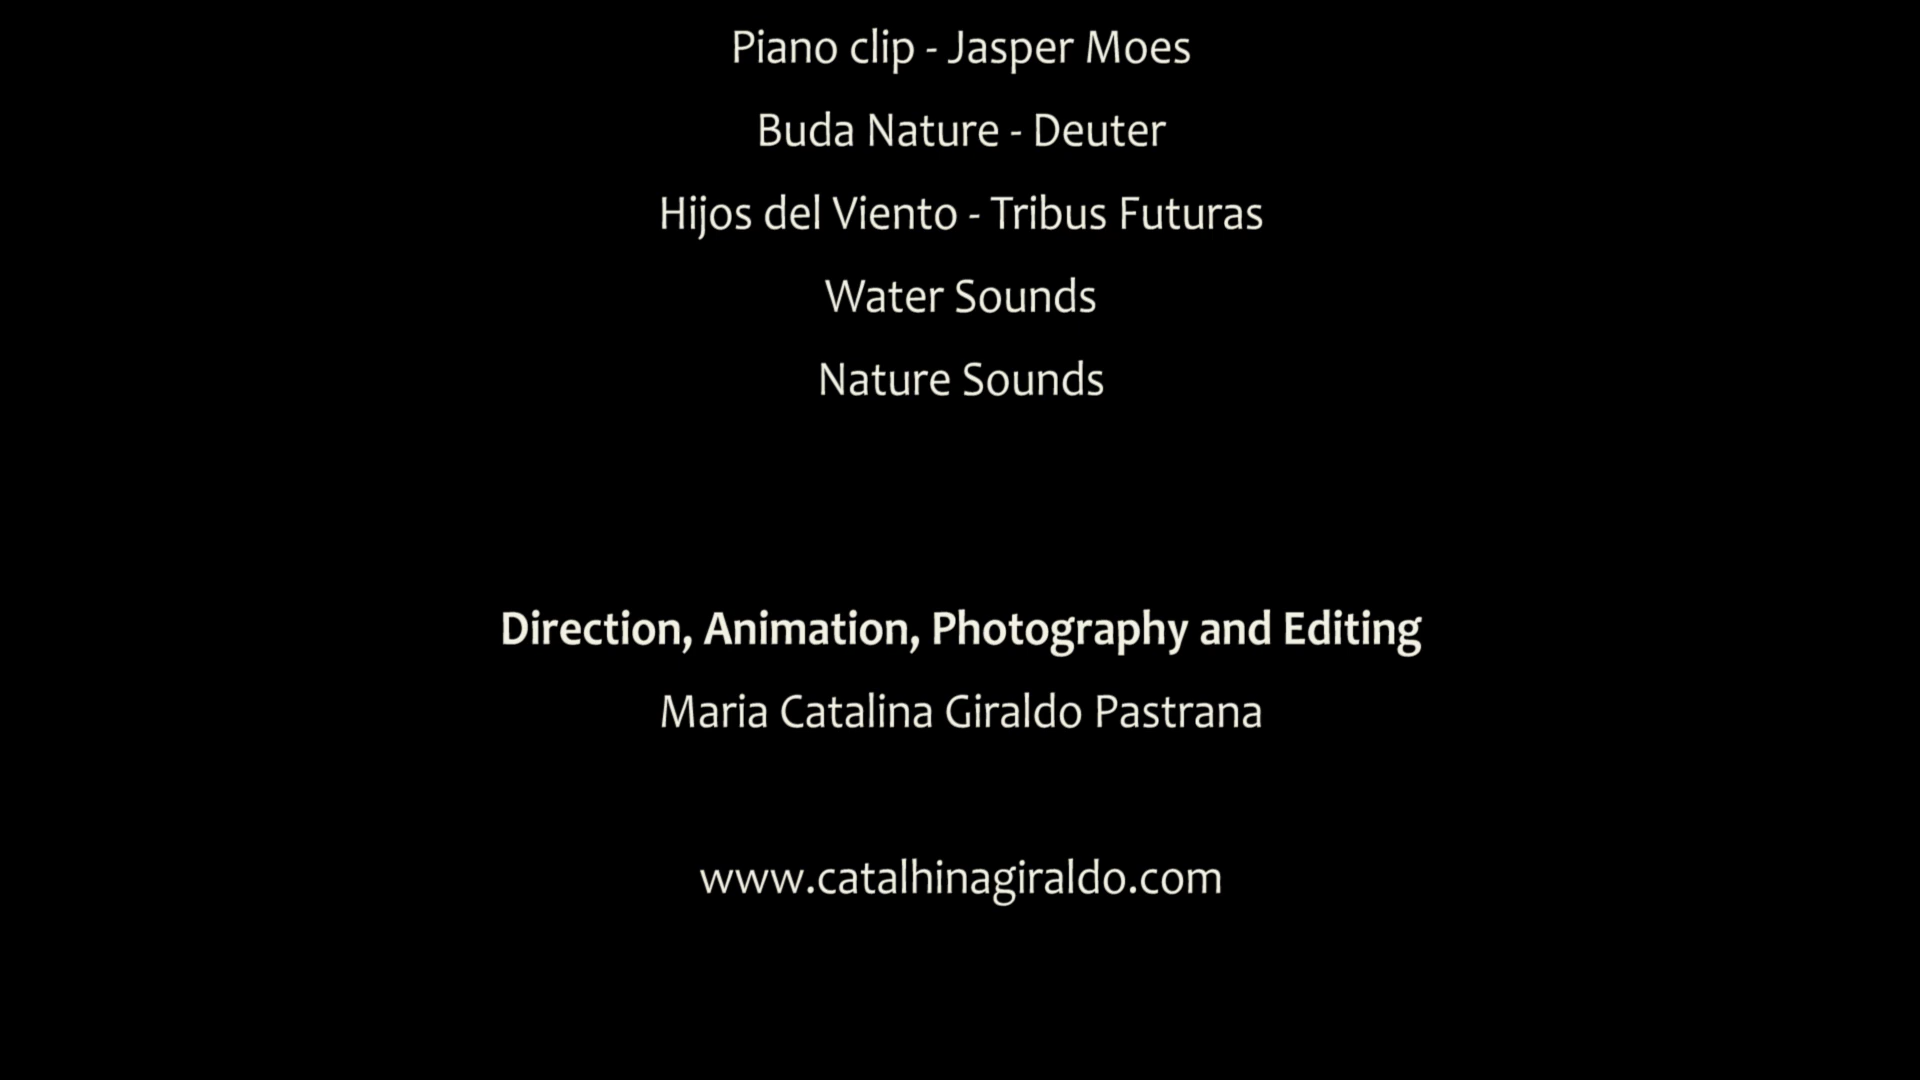 Piano clip - Jasper Moes
Buda Nature - Deuter
Hijos del Viento - Tribus Futuras
Water Sounds
Nature Sounds
Direction, Animation, Photography and Editing
Maria Catalina Giraldo Pastrana
www.catalhinagiraldo.com